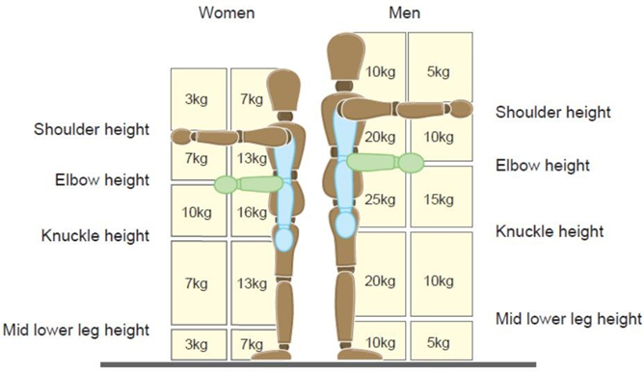 Women
Men
10kg 5kg
3kg 7kg
Shoulder height
Shoulder height
20kg 10kg
7kg 13kg
Elbow height
Elbow height
25kg 15kg
10kg 16kg
Knuckle height
Knuckle height
7kg 13kg
20kg 10kg
Mid lower leg height
Mid lower leg height
3kg 7kg
10kg 5kg